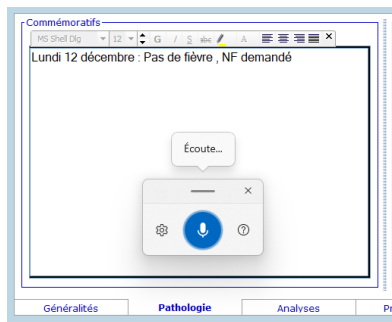 Commémoratifs
MS Shell Dlg 12 G I S abc A
Lundi 12 décembre : Pas de fièvre , NF demandé
Écoute...
Généralités Pathologie Analyses